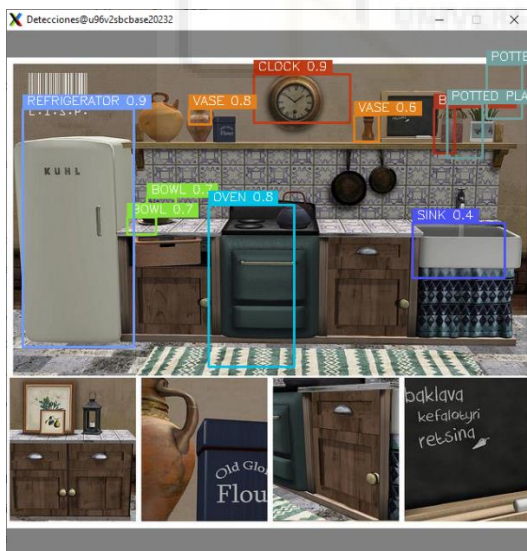 Detecciones@u96v2sbcbase20232
CLOCK 0.9
POTTE
REFRIGERATOR 0.9
VASE 0.8
VASE 0.6
B
POTTED PLA
L.I.S.P.
KUHL
BOWL 0.7
BOWL 0.7
OVEN 0.8
SINK 0.4
Old Glo
Flou
baklava
kefalotyri
retsina